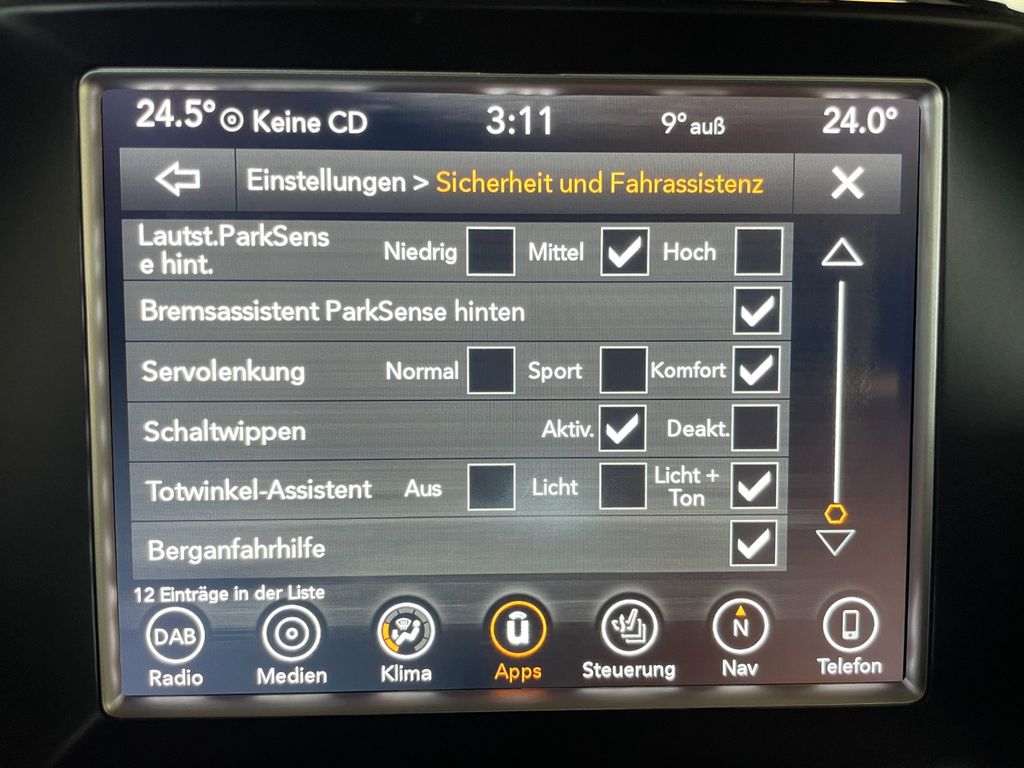 24.5° Keine CD 3:11 9° auß 24.0°
Einstellungen > Sicherheit und Fahrassistenz
Lautst.ParkSens
e hint. Niedrig Mittel Hoch
Bremsassistent ParkSense hinten
Servolenkung Normal Sport Komfort
Schaltwippen Aktiv. Deakt.
Totwinkel-Assistent Aus Licht Licht +
Ton
Berganfahrhilfe
12 Einträge in der Liste
DAB û N
Radio Medien Klima Apps Steuerung Nav Telefon